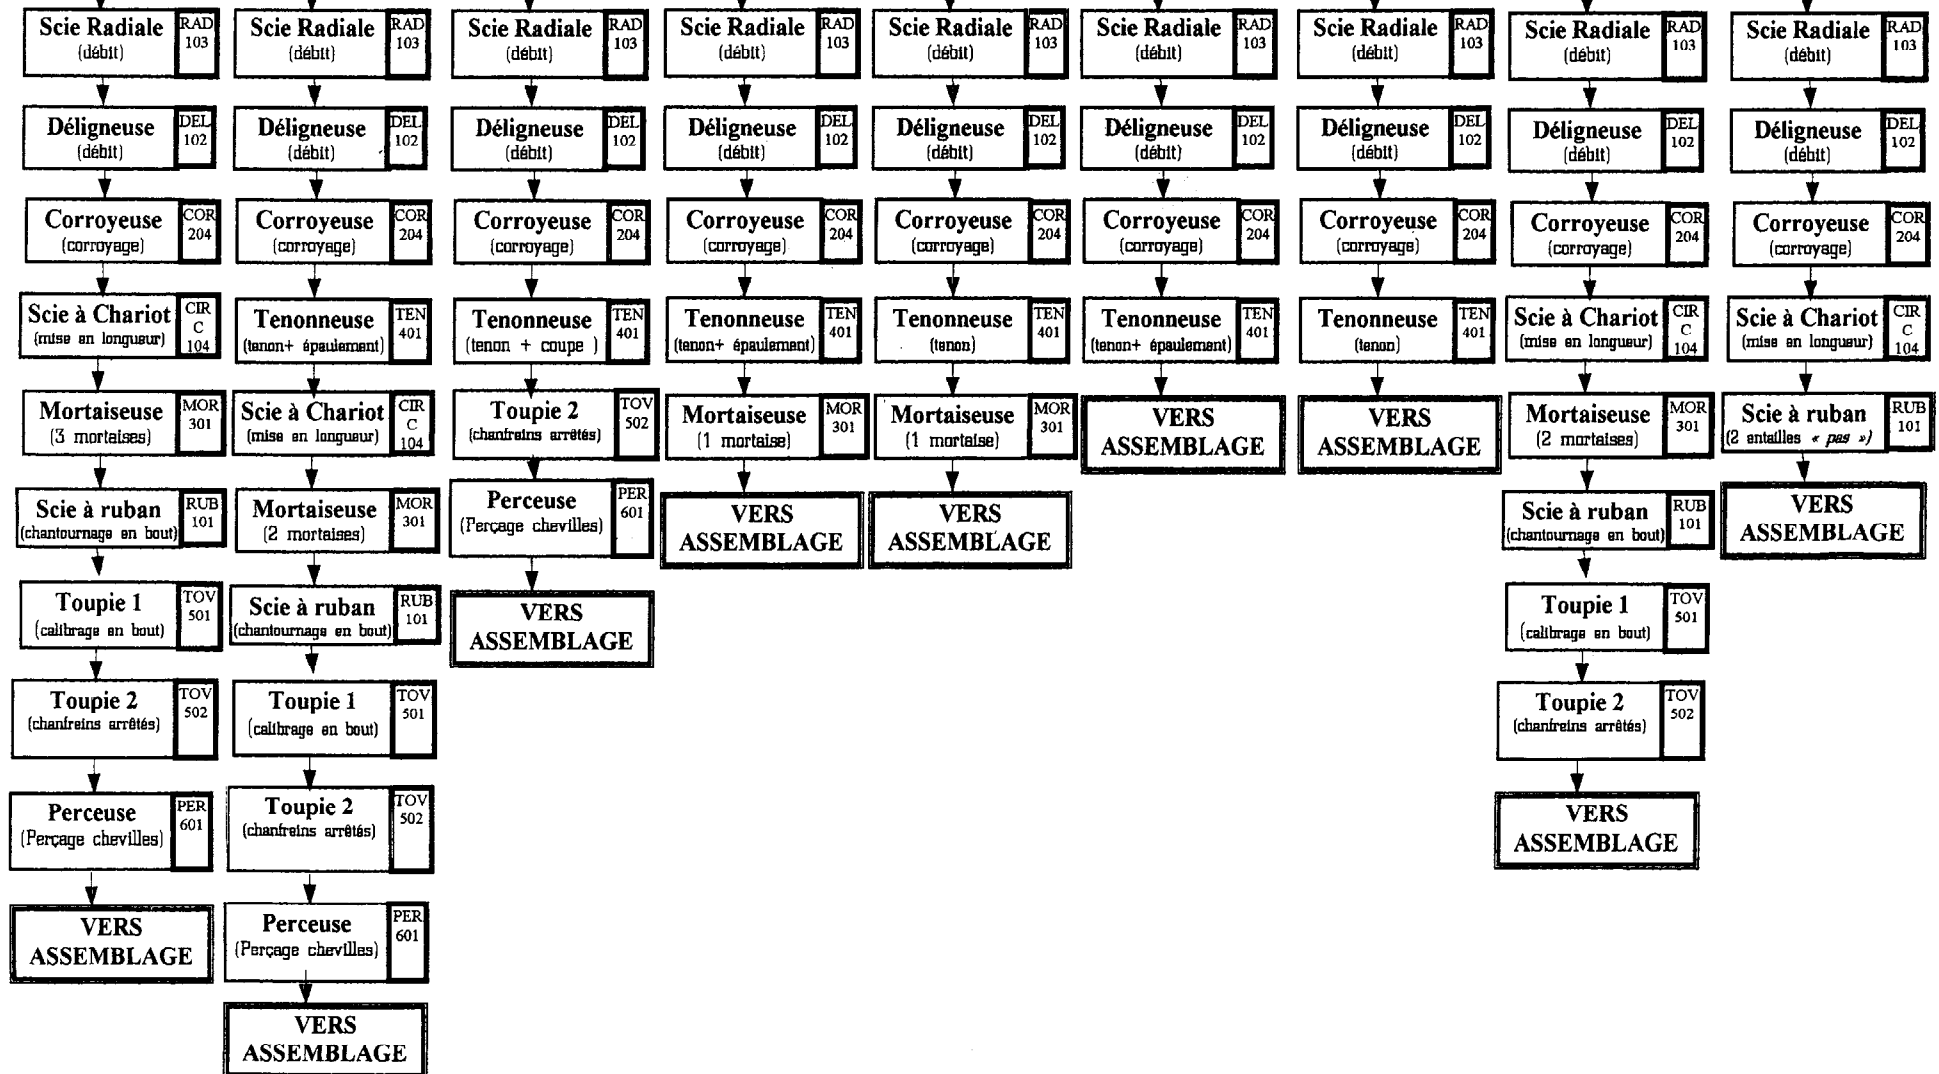 Scie Radiale
(débit)
RAD
103
Déligneuse
(débit)
DEL
102
Corroyeuse
(corroyage)
COR
204
Scie à Chariot
(mise en longueur)
CIR
C
104
Mortaiseuse
(3 mortaises)
MOR
301
Scie à ruban
(chantournage en bout)
RUB
101
Toupie 1
(calibrage en bout)
TOV
501
Toupie 2
(chanfreins arrêtés)
TOV
502
Perceuse
(Perçage chevilles)
PER
601
VERS
ASSEMBLAGE
Scie Radiale
(débit)
RAD
103
Déligneuse
(débit)
DEL
102
Corroyeuse
(corroyage)
COR
204
Tenonneuse
(tenon+ épaulement)
TEN
401
Scie à Chariot
(mise en longueur)
CIR
C
104
Mortaiseuse
(2 mortaises)
MOR
301
Scie à ruban
(chantournage en bout)
RUB
101
Toupie 1
(calibrage en bout)
TOV
501
Toupie 2
(chanfreins arrêtés)
TOV
502
Perceuse
(Perçage chevilles)
PER
601
VERS
ASSEMBLAGE
Scie Radiale
(débit)
RAD
103
Déligneuse
(débit)
DEL
102
Corroyeuse
(corroyage)
COR
204
Tenonneuse
(tenon + coupe )
TEN
401
Toupie 2
(chanfreins arrêtés)
TOV
502
Perceuse
(Perçage chevilles)
PER
601
VERS
ASSEMBLAGE
Scie Radiale
(débit)
RAD
103
Déligneuse
(débit)
DEL
102
Corroyeuse
(corroyage)
COR
204
Tenonneuse
(tenon+ épaulement)
TEN
401
Mortaiseuse
(1 mortaise)
MOR
301
VERS
ASSEMBLAGE
Scie Radiale
(débit)
RAD
103
Déligneuse
(débit)
DEL
102
Corroyeuse
(corroyage)
COR
204
Tenonneuse
(tenon)
TEN
401
Mortaiseuse
(1 mortaise)
MOR
301
VERS
ASSEMBLAGE
Scie Radiale
(débit)
RAD
103
Déligneuse
(débit)
DEL
102
Corroyeuse
(corroyage)
COR
204
Tenonneuse
(tenon+ épaulement)
TEN
401
VERS
ASSEMBLAGE
Scie Radiale
(débit)
RAD
103
Déligneuse
(débit)
DEL
102
Corroyeuse
(corroyage)
COR
204
Tenonneuse
(tenon)
TEN
401
VERS
ASSEMBLAGE
Scie Radiale
(débit)
RAD
103
Déligneuse
(débit)
DEL
102
Corroyeuse
(corroyage)
COR
204
Scie à Chariot
(mise en longueur)
CIR
C
104
Mortaiseuse
(2 mortaises)
MOR
301
Scie à ruban
(chantournage en bout)
RUB
101
Toupie 1
(calibrage en bout)
TOV
501
Toupie 2
(chanfreins arrêtés)
TOV
502
VERS
ASSEMBLAGE
Scie Radiale
(débit)
RAD
103
Déligneuse
(débit)
DEL
102
Corroyeuse
(corroyage)
COR
204
Scie à Chariot
(mise en longueur)
CIR
C
104
Scie à ruban
(2 entailles « pas »)
RUB
101
VERS
ASSEMBLAGE